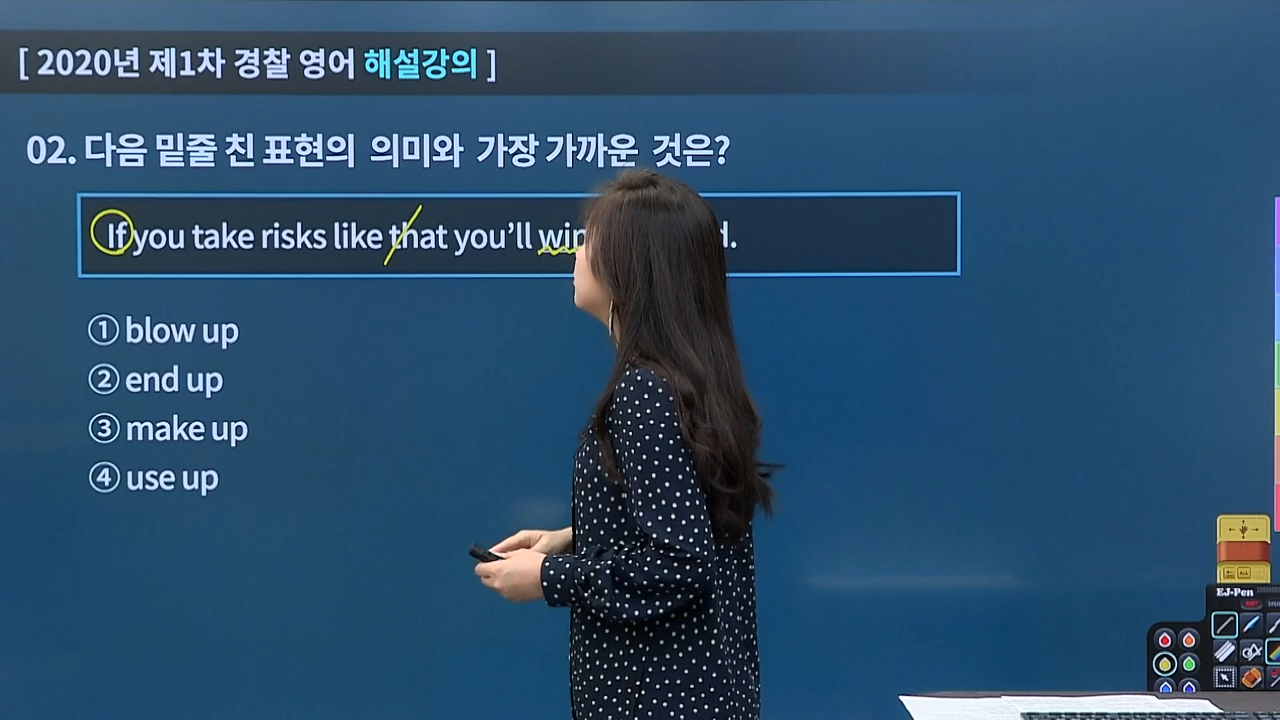 [ 2020년 제1차 경찰 영어 해설강의 ]
02. 다음 밑줄 친 표현의 의미와 가장 가까운 것은?
If you take risks like that you'll
① blow up
② end up
③ make up
④ use up
EJ-Pen